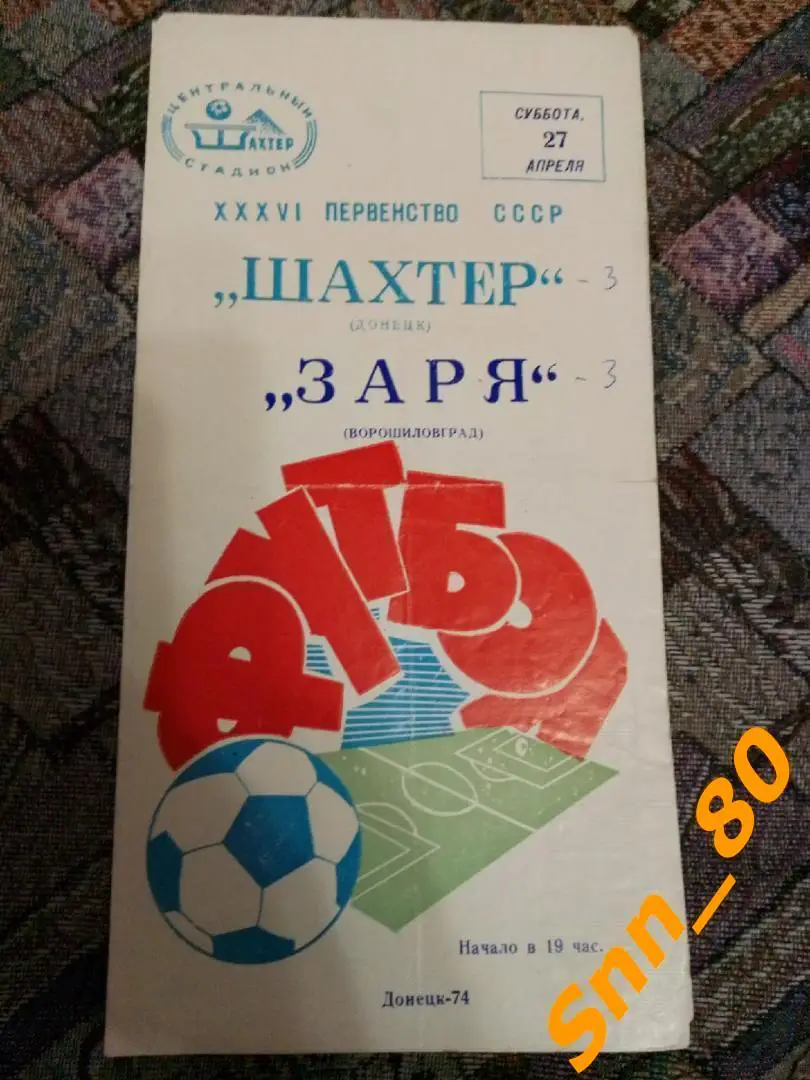 ЦЕНТРАЛЬНЫЙ
ШАХТЕР
СТАДИОН
СУББОТА,
27
АПРЕЛЯ
XXXVI ПЕРВЕНСТВО СССР
„ШАХТЕР“ - 3
(ДОНЕЦК)
„ЗАРЯ“ - 3
(ВОРОШИЛОВГРАД)
ФУТБОЛ
Начало в 19 час.
Донецк-74
Snn_80